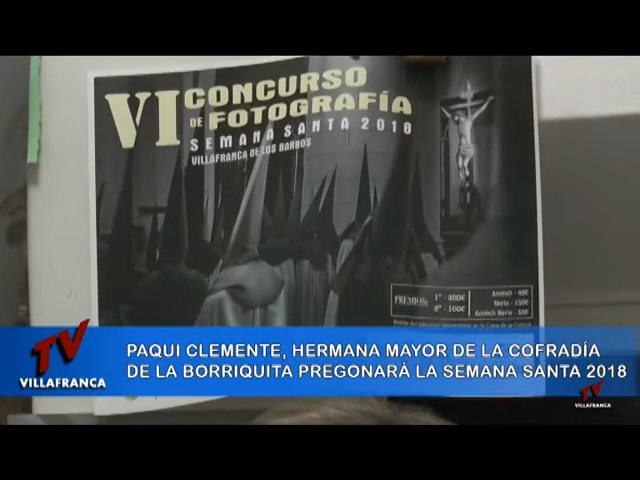 VI CONCURSO
DE FOTOGRAFÍA
SEMANA SANTA 2018
VILLAFRANCA DE LOS BARROS
PREMIOS:
1º - 200€
2º - 100€
TV
VILLAFRANCA
PAQUI CLEMENTE, HERMANA MAYOR DE LA COFRADÍA
DE LA BORRIQUITA PREGONARÁ LA SEMANA SANTA 2018
TV
VILLAFRANCA